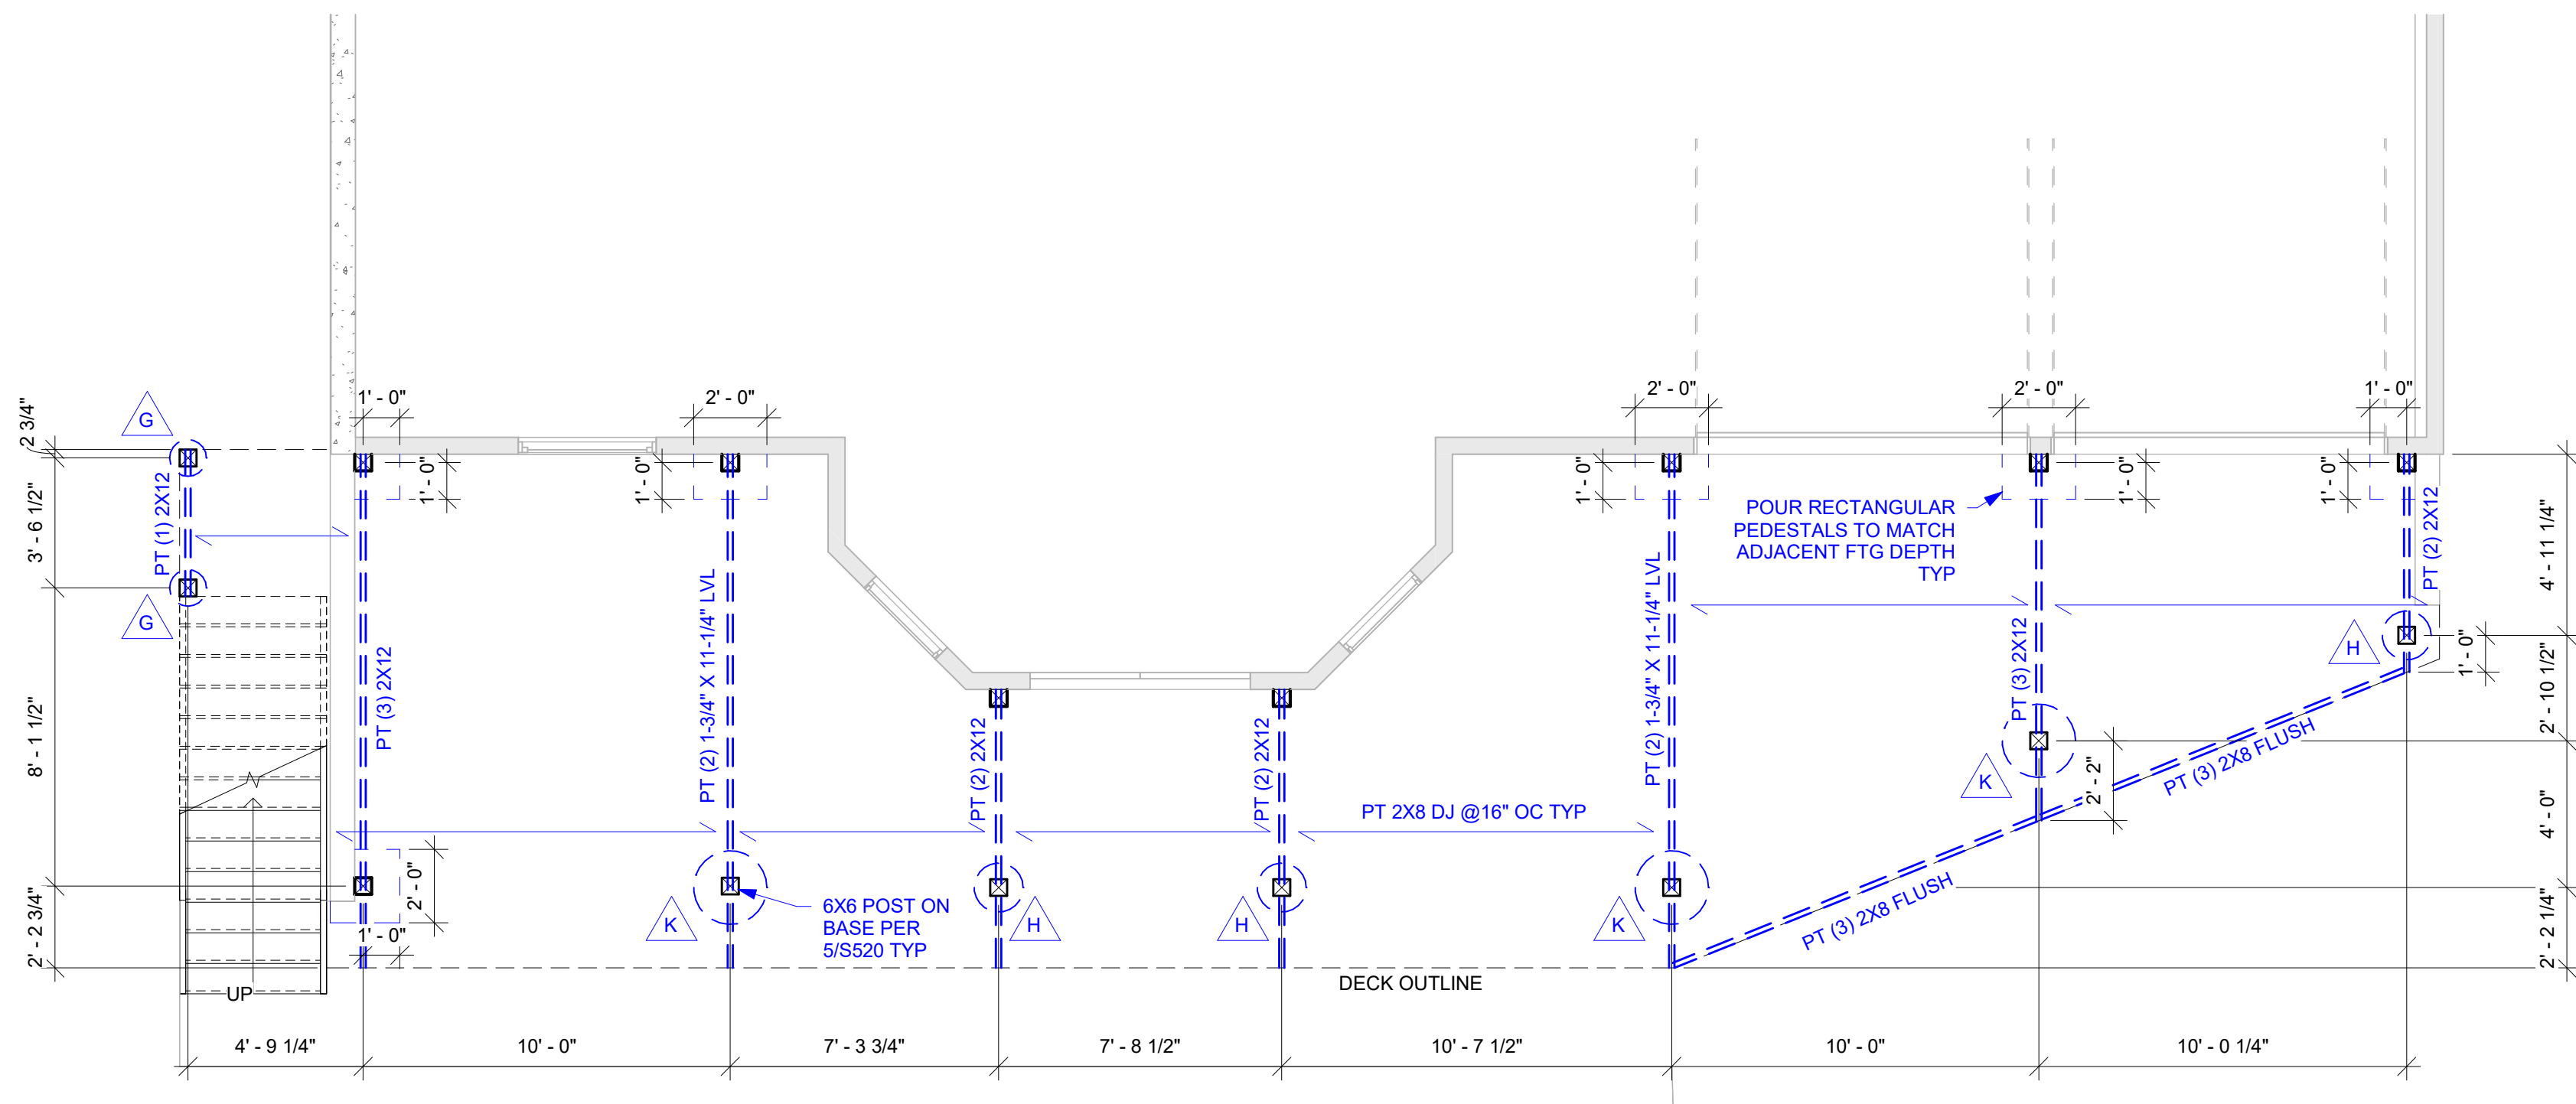 1' - 0"
2' - 0"
2' - 0"
2' - 0"
1' - 0"
G
2 3/4"
3' - 6 1/2"
8' - 1 1/2"
2' - 2 3/4"
PT (1) 2X12
G
1' - 0"
1' - 0"
1' - 0"
1' - 0"
1' - 0"
POUR RECTANGULAR
PEDESTALS TO MATCH
ADJACENT FTG DEPTH
TYP
PT (3) 2X12
PT (2) 1-3/4" X 11-1/4" LVL
PT (2) 2X12
PT (2) 2X12
PT (2) 1-3/4" X 11-1/4" LVL
PT (3) 2X12
PT (2) 2X12
H
1' - 0"
4' - 11 1/4"
2' - 10 1/2"
4' - 0"
2' - 2 1/4"
K
2' - 2"
PT (3) 2X8 FLUSH
PT 2X8 DJ @16" OC TYP
PT (3) 2X8 FLUSH
2' - 0"
1' - 0"
K
6X6 POST ON
BASE PER
5/S520 TYP
H
H
K
UP
DECK OUTLINE
4' - 9 1/4"
10' - 0"
7' - 3 3/4"
7' - 8 1/2"
10' - 7 1/2"
10' - 0"
10' - 0 1/4"